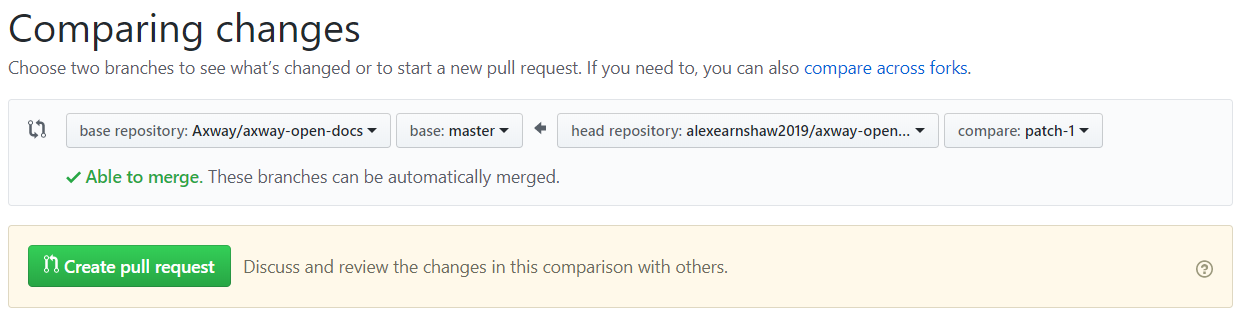 Comparing changes
Choose two branches to see what’s changed or to start a new pull request. If you need to, you can also compare across forks.
base repository: Axway/axway-open-docs base: master head repository: alexearnshaw2019/axway-open... compare: patch-1
Able to merge. These branches can be automatically merged.
Create pull request Discuss and review the changes in this comparison with others.